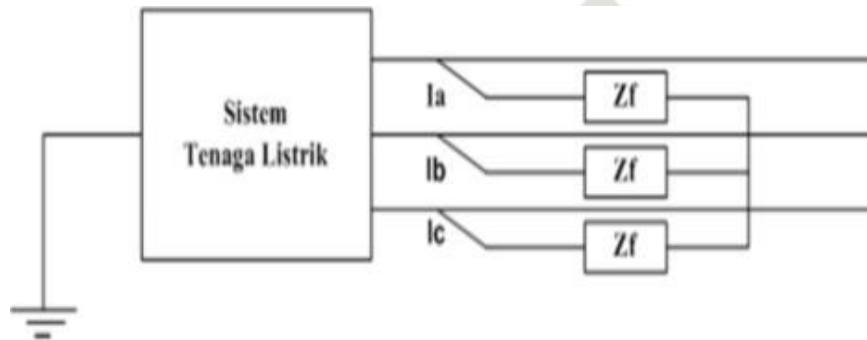 Sistem
Tenaga Listrik
Ia
Zf
Ib
Zf
Ic
Zf